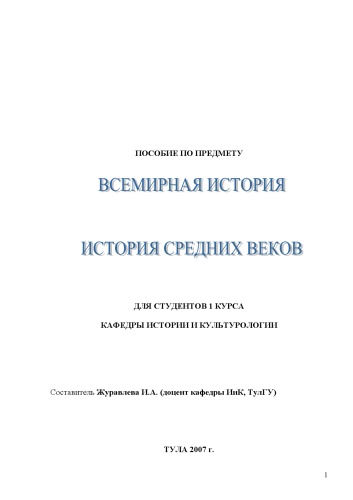 ПОСОБИЕ ПО ПРЕДМЕТУ
ВСЕМИРНАЯ ИСТОРИЯ
ИСТОРИЯ СРЕДНИХ ВЕКОВ
ДЛЯ СТУДЕНТОВ 1 КУРСА
КАФЕДРЫ ИСТОРИИ И КУЛЬТУРОЛОГИИ
Составитель Журавлева И.А. (доцент кафедры ИиК, ТулГУ)
ТУЛА 2007 г.
1